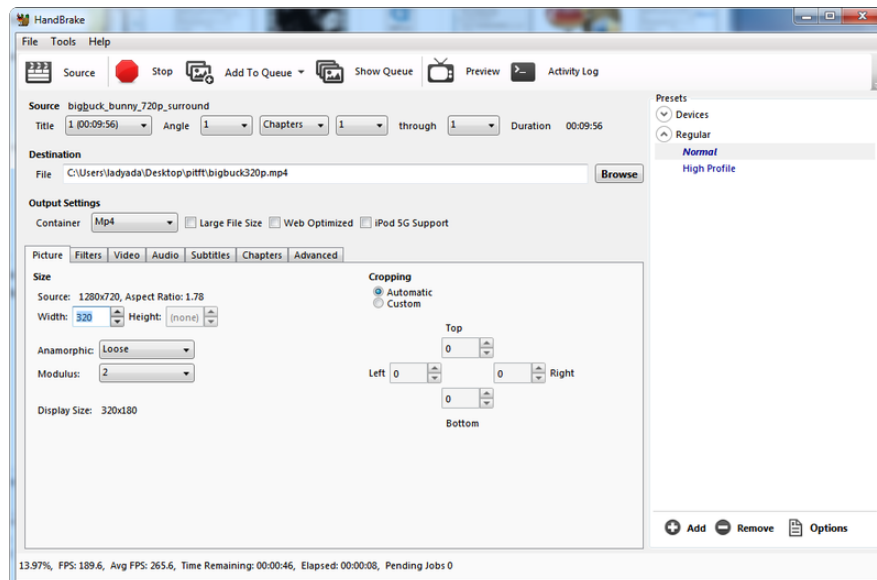 HandBrake
File Tools Help
Source Stop Add To Queue Show Queue Preview Activity Log
Source bigbuck_bunny_720p_surround
Title 1 (00:09:56) Angle 1 Chapters 1 through 1 Duration 00:09:56
Destination
File C:\Users\ladyada\Desktop\pitft\bigbuck320p.mp4 Browse
Output Settings
Container Mp4 Large File Size Web Optimized iPod 5G Support
Picture Filters Video Audio Subtitles Chapters Advanced
Size
Source: 1280x720, Aspect Ratio: 1.78
Width: 320 Height: (none)
Anamorphic: Loose
Modulus: 2
Display Size: 320x180
Cropping
Automatic
Custom
Top
0
Left 0 0 Right
0
Bottom
Presets
Devices
Regular
Normal
High Profile
Add Remove Options
13.97%, FPS: 189.6, Avg FPS: 265.6, Time Remaining: 00:00:46, Elapsed: 00:00:08, Pending Jobs 0